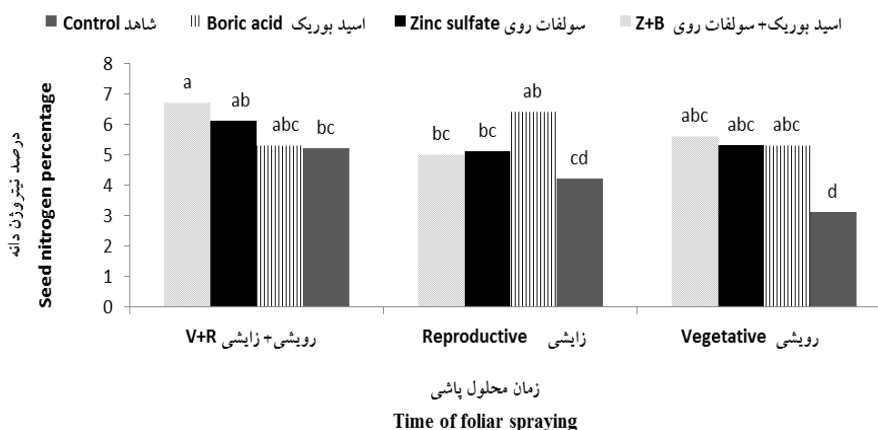 شاهد Control اسید بوریک Boric acid سولفات روی Zinc sulfate اسید بوریک+ سولفات روی Z+B
درصد نیتروژن دانه
Seed nitrogen percentage
8
7
6
5
4
3
2
1
0
a ab abc bc
bc bc ab cd
abc abc abc d
رویشی+ زایشی V+R
زایشی Reproductive
رویشی Vegetative
زمان محلول پاشی
Time of foliar spraying